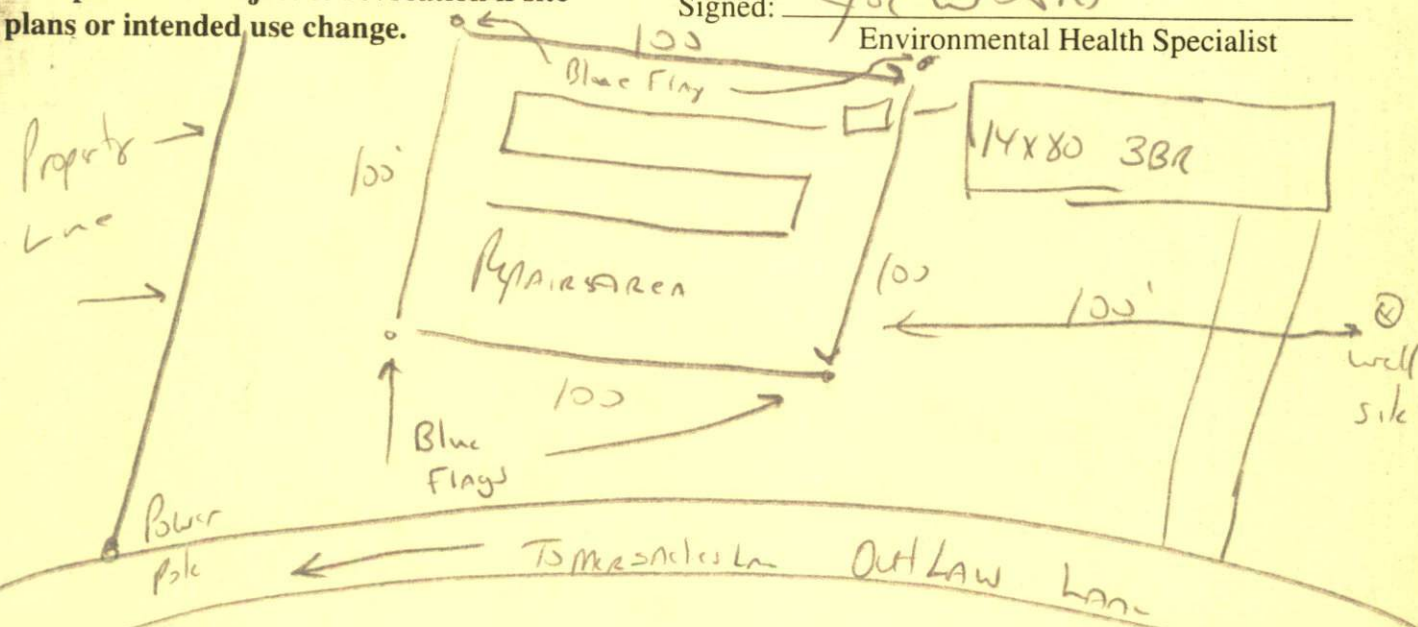 plans or intended use change.
Signed:
Environmental Health Specialist
100
Blue Flag
Property
Line
100'
14x80 3BR
Repair Area
100
100'
well
site
100
Blue
Flags
Power
Pole
To
OutLaw Lane